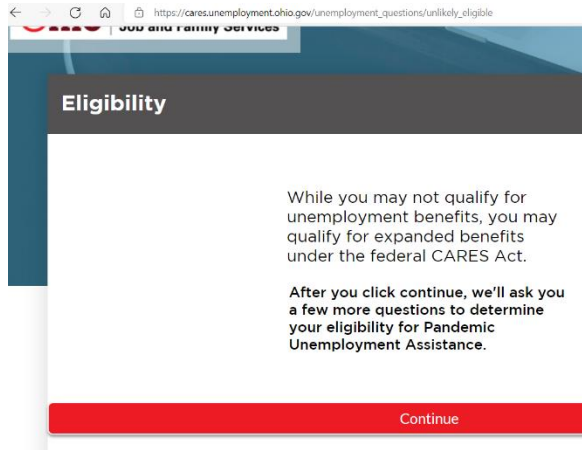 https://cares.unemployment.ohio.gov/unemployment_questions/unlikely_eligible
Job and Family Services
Eligibility
While you may not qualify for
unemployment benefits, you may
qualify for expanded benefits
under the federal CARES Act.
After you click continue, we'll ask you
a few more questions to determine
your eligibility for Pandemic
Unemployment Assistance.
Continue